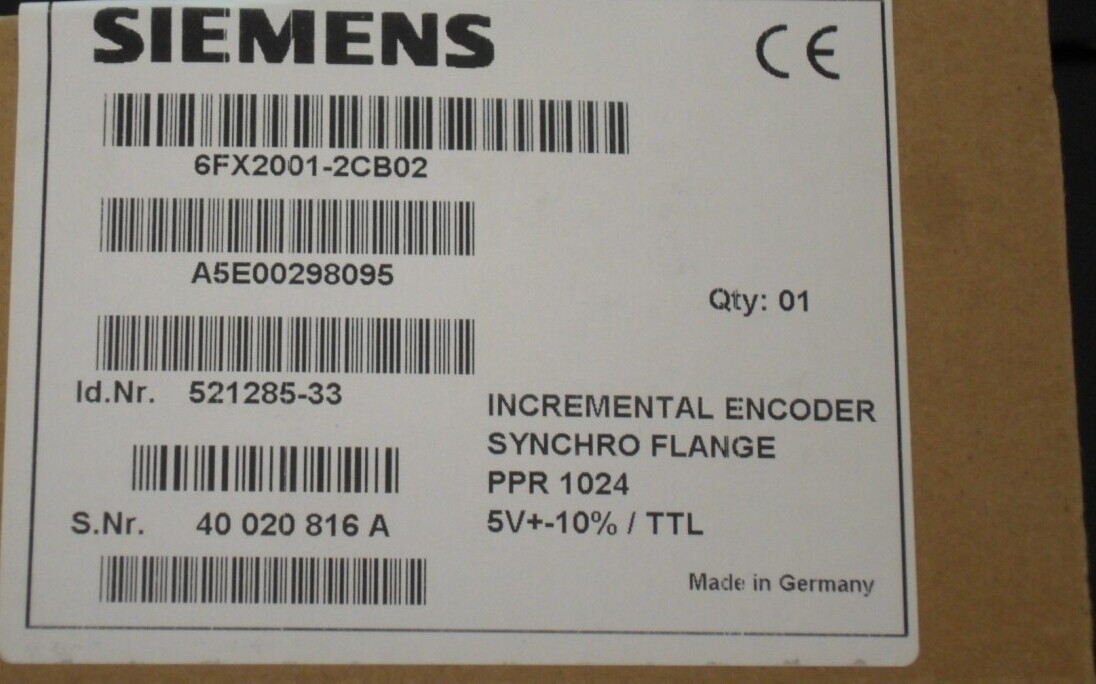 SIEMENS
CE
6FX2001-2CB02
A5E00298095
Qty: 01
Id.Nr. 521285-33
INCREMENTAL ENCODER
SYNCHRO FLANGE
PPR 1024
S.Nr. 40 020 816 A
5V+-10% / TTL
Made in Germany